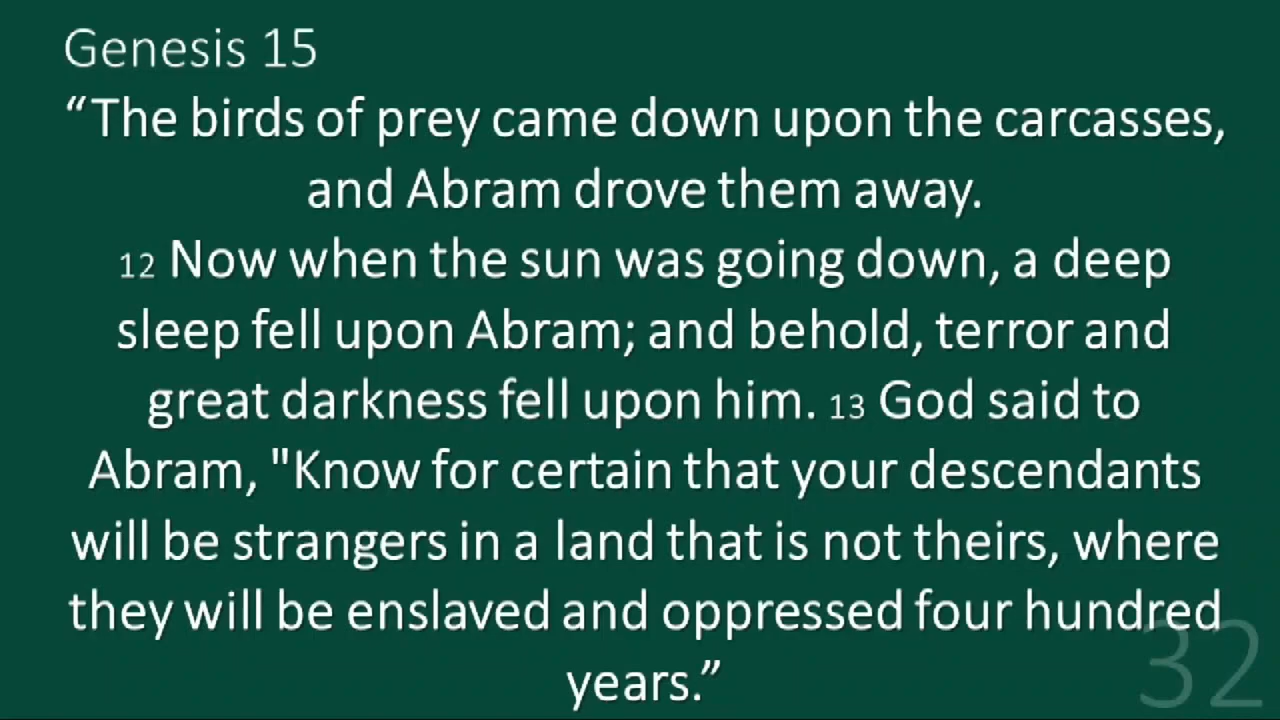 Genesis 15
“The birds of prey came down upon the carcasses,
and Abram drove them away.
12 Now when the sun was going down, a deep
sleep fell upon Abram; and behold, terror and
great darkness fell upon him. 13 God said to
Abram, "Know for certain that your descendants
will be strangers in a land that is not theirs, where
they will be enslaved and oppressed four hundred
years.”
32